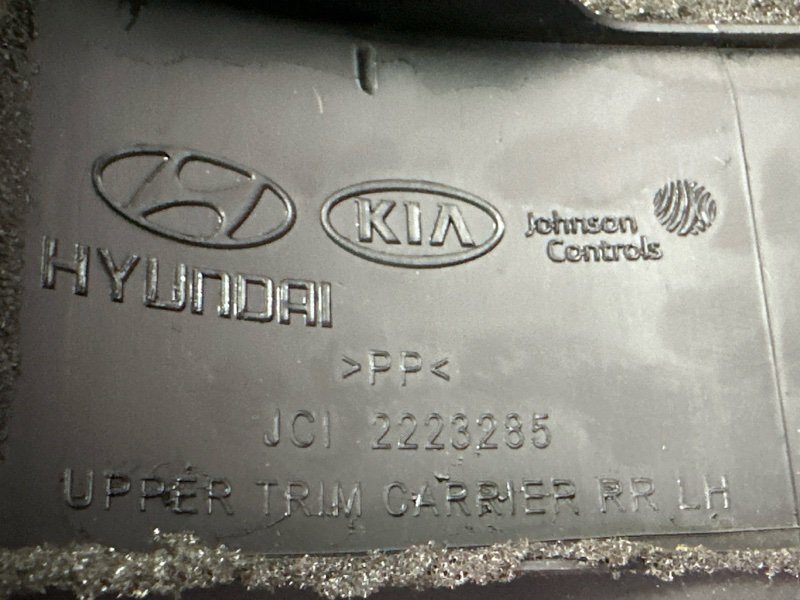 HYUNDAI
KIA
Johnson
Controls
>PP<
JCI 2223285
UPPER TRIM CARRIER RR LH